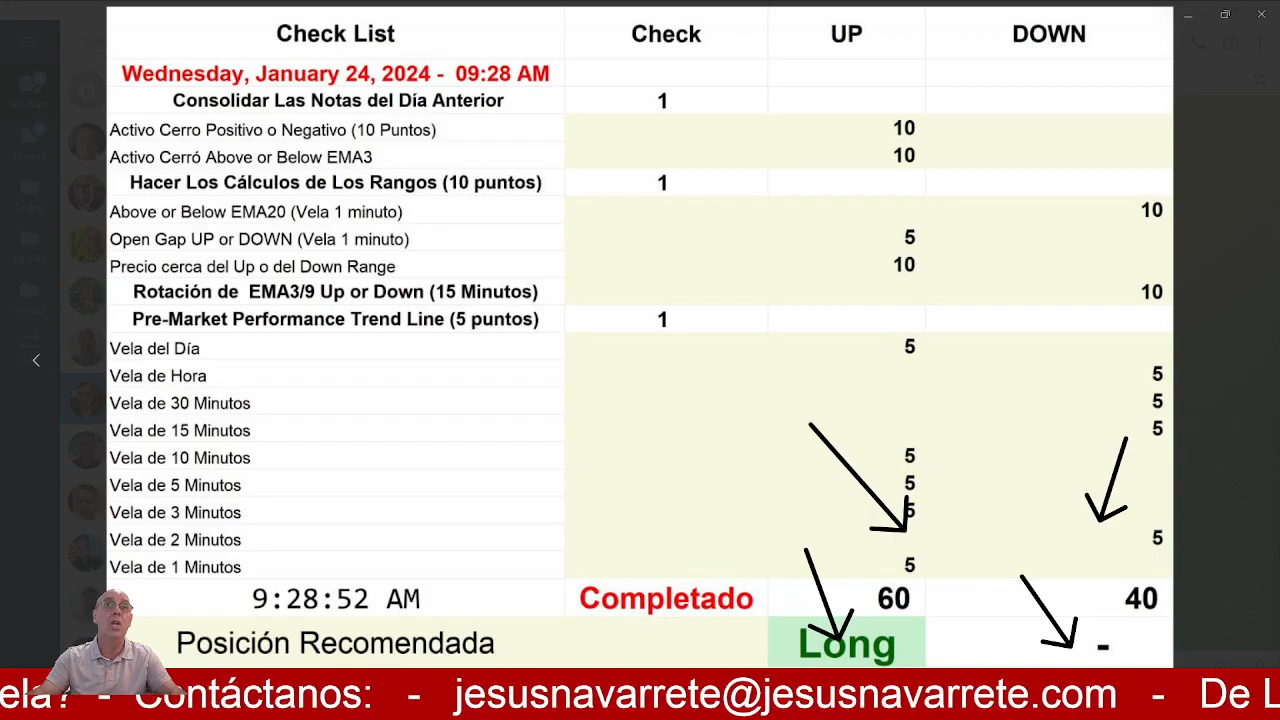 Check List Check UP DOWN
Wednesday, January 24, 2024 - 09:28 AM
Consolidar Las Notas del Día Anterior 1
Activo Cerro Positivo o Negativo (10 Puntos) 10
Activo Cerró Above or Below EMA3 10
Hacer Los Cálculos de Los Rangos (10 puntos) 1
Above or Below EMA20 (Vela 1 minuto) 10
Open Gap UP or DOWN (Vela 1 minuto) 5
Precio cerca del Up o del Down Range 10
Rotación de EMA3/9 Up or Down (15 Minutos) 10
Pre-Market Performance Trend Line (5 puntos) 1
Vela del Día 5
Vela de Hora 5
Vela de 30 Minutos 5
Vela de 15 Minutos 5
Vela de 10 Minutos 5
Vela de 5 Minutos 5
Vela de 3 Minutos 5
Vela de 2 Minutos 5
Vela de 1 Minutos 5
9:28:52 AM Completado 60 40
Posición Recomendada Long -
ela? - Contáctanos: - jesusnavarrete@jesusnavarrete.com - De L